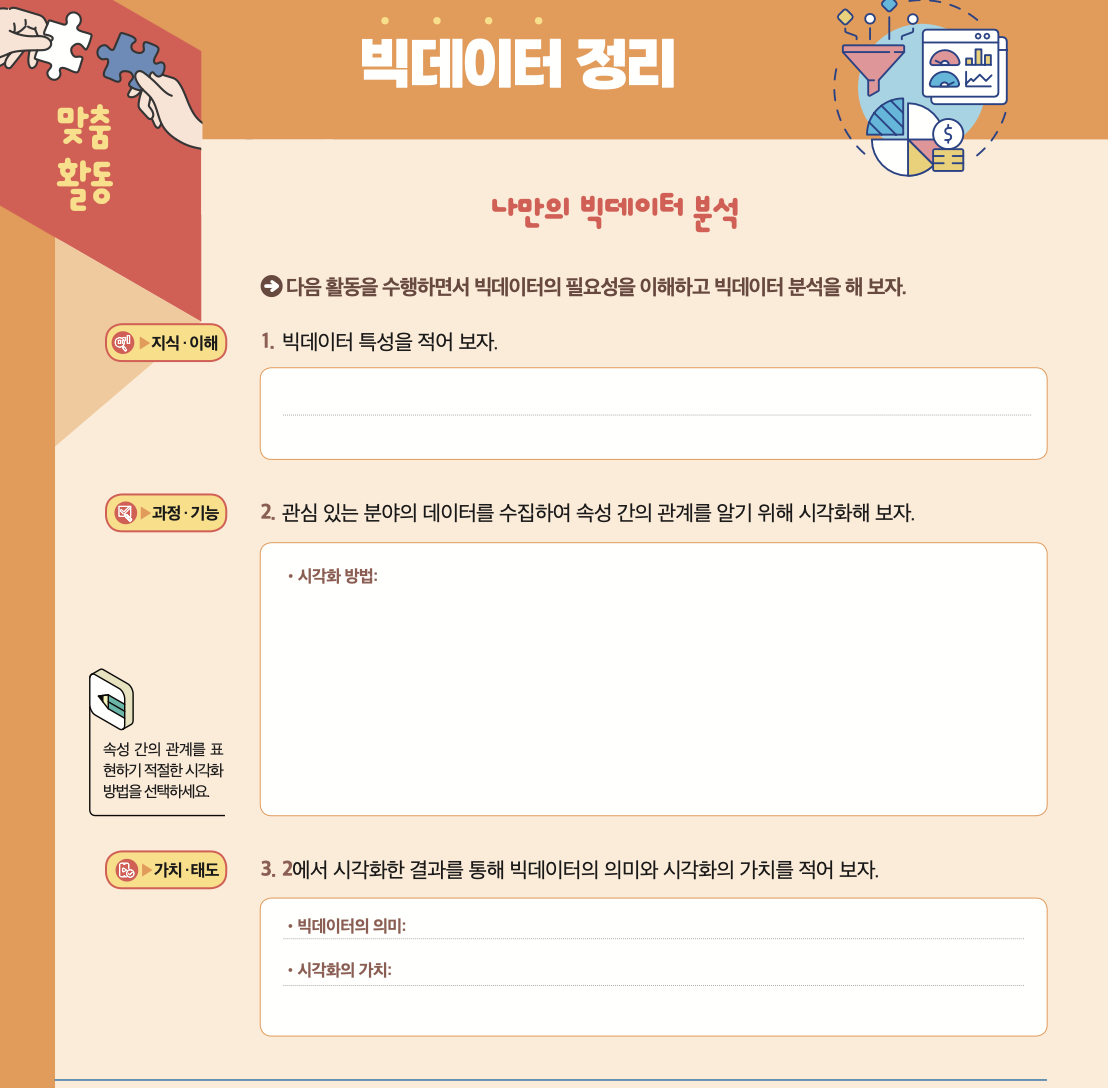 맞춤
활동
빅데이터 정리
나만의 빅데이터 분석
다음 활동을 수행하면서 빅데이터의 필요성을 이해하고 빅데이터 분석을 해 보자.
지식·이해
1. 빅데이터 특성을 적어 보자.
과정·기능
2. 관심 있는 분야의 데이터를 수집하여 속성 간의 관계를 알기 위해 시각화해 보자.
• 시각화 방법:
속성 간의 관계를 표
현하기 적절한 시각화
방법을 선택하세요.
가치·태도
3. 2에서 시각화한 결과를 통해 빅데이터의 의미와 시각화의 가치를 적어 보자.
• 빅데이터의 의미:
• 시각화의 가치:
$